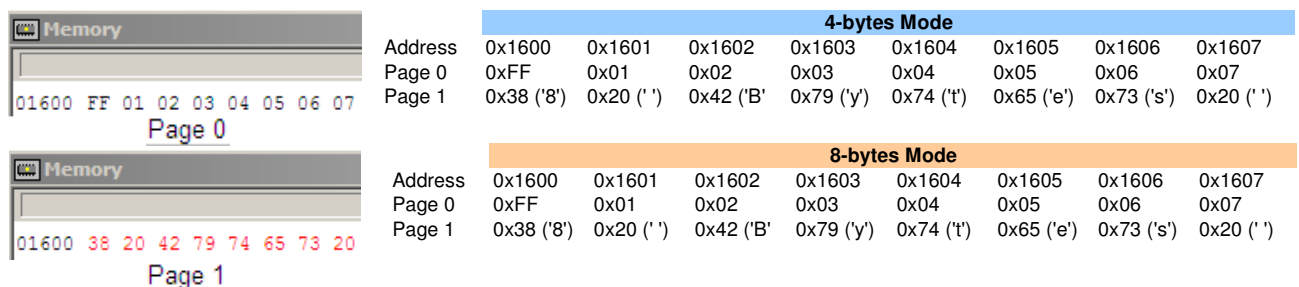 Memory
01600 FF 01 02 03 04 05 06 07
Page 0
Memory
01600 38 20 42 79 74 65 73 20
Page 1
4-bytes Mode
Address 0x1600 0x1601 0x1602 0x1603 0x1604 0x1605 0x1606 0x1607
Page 0 0xFF 0x01 0x02 0x03 0x04 0x05 0x06 0x07
Page 1 0x38 ('8') 0x20 (' ') 0x42 ('B' 0x79 ('y') 0x74 ('t') 0x65 ('e') 0x73 ('s') 0x20 (' ')
8-bytes Mode
Address 0x1600 0x1601 0x1602 0x1603 0x1604 0x1605 0x1606 0x1607
Page 0 0xFF 0x01 0x02 0x03 0x04 0x05 0x06 0x07
Page 1 0x38 ('8') 0x20 (' ') 0x42 ('B' 0x79 ('y') 0x74 ('t') 0x65 ('e') 0x73 ('s') 0x20 (' ')